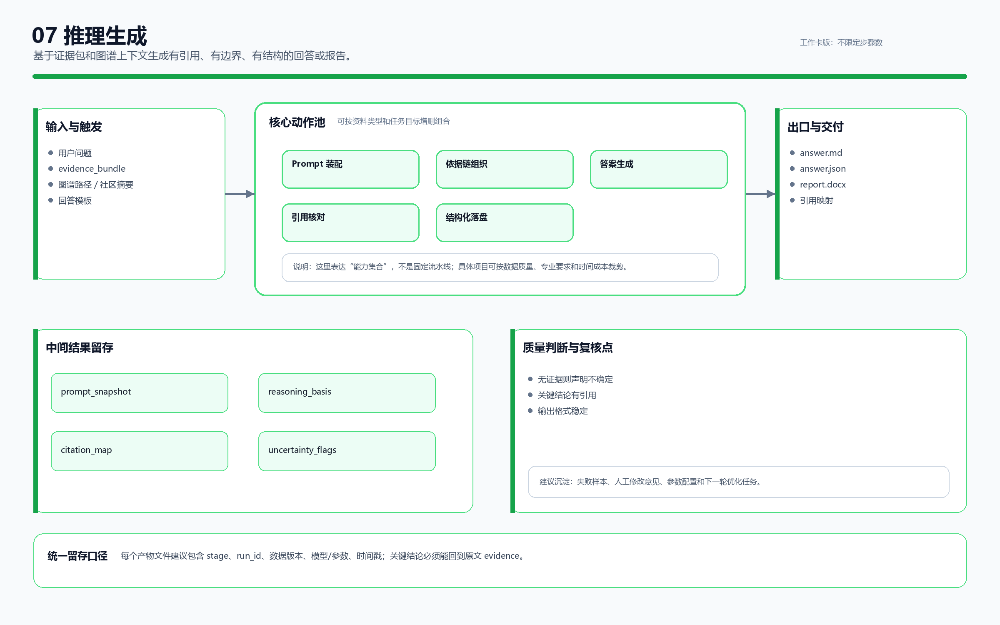 07 推理生成
工作卡版：不限定步骤数
基于证据包和图谱上下文生成有引用、有边界、有结构的回答或报告。
输入与触发
用户问题
evidence_bundle
图谱路径 / 社区摘要
回答模板
核心动作池
可按资料类型和任务目标增删组合
Prompt 装配
依据链组织
答案生成
引用核对
结构化落盘
说明：这里表达“能力集合”，不是固定流水线；具体项目可按数据质量、专业要求和时间成本裁剪。
出口与交付
answer.md
answer.json
report.docx
引用映射
中间结果留存
prompt_snapshot
reasoning_basis
citation_map
uncertainty_flags
质量判断与复核点
无证据则声明不确定
关键结论有引用
输出格式稳定
建议沉淀：失败样本、人工修改意见、参数配置和下一轮优化任务。
统一留存口径
每个产物文件建议包含 stage、run_id、数据版本、模型/参数、时间戳；关键结论必须能回到原文 evidence。